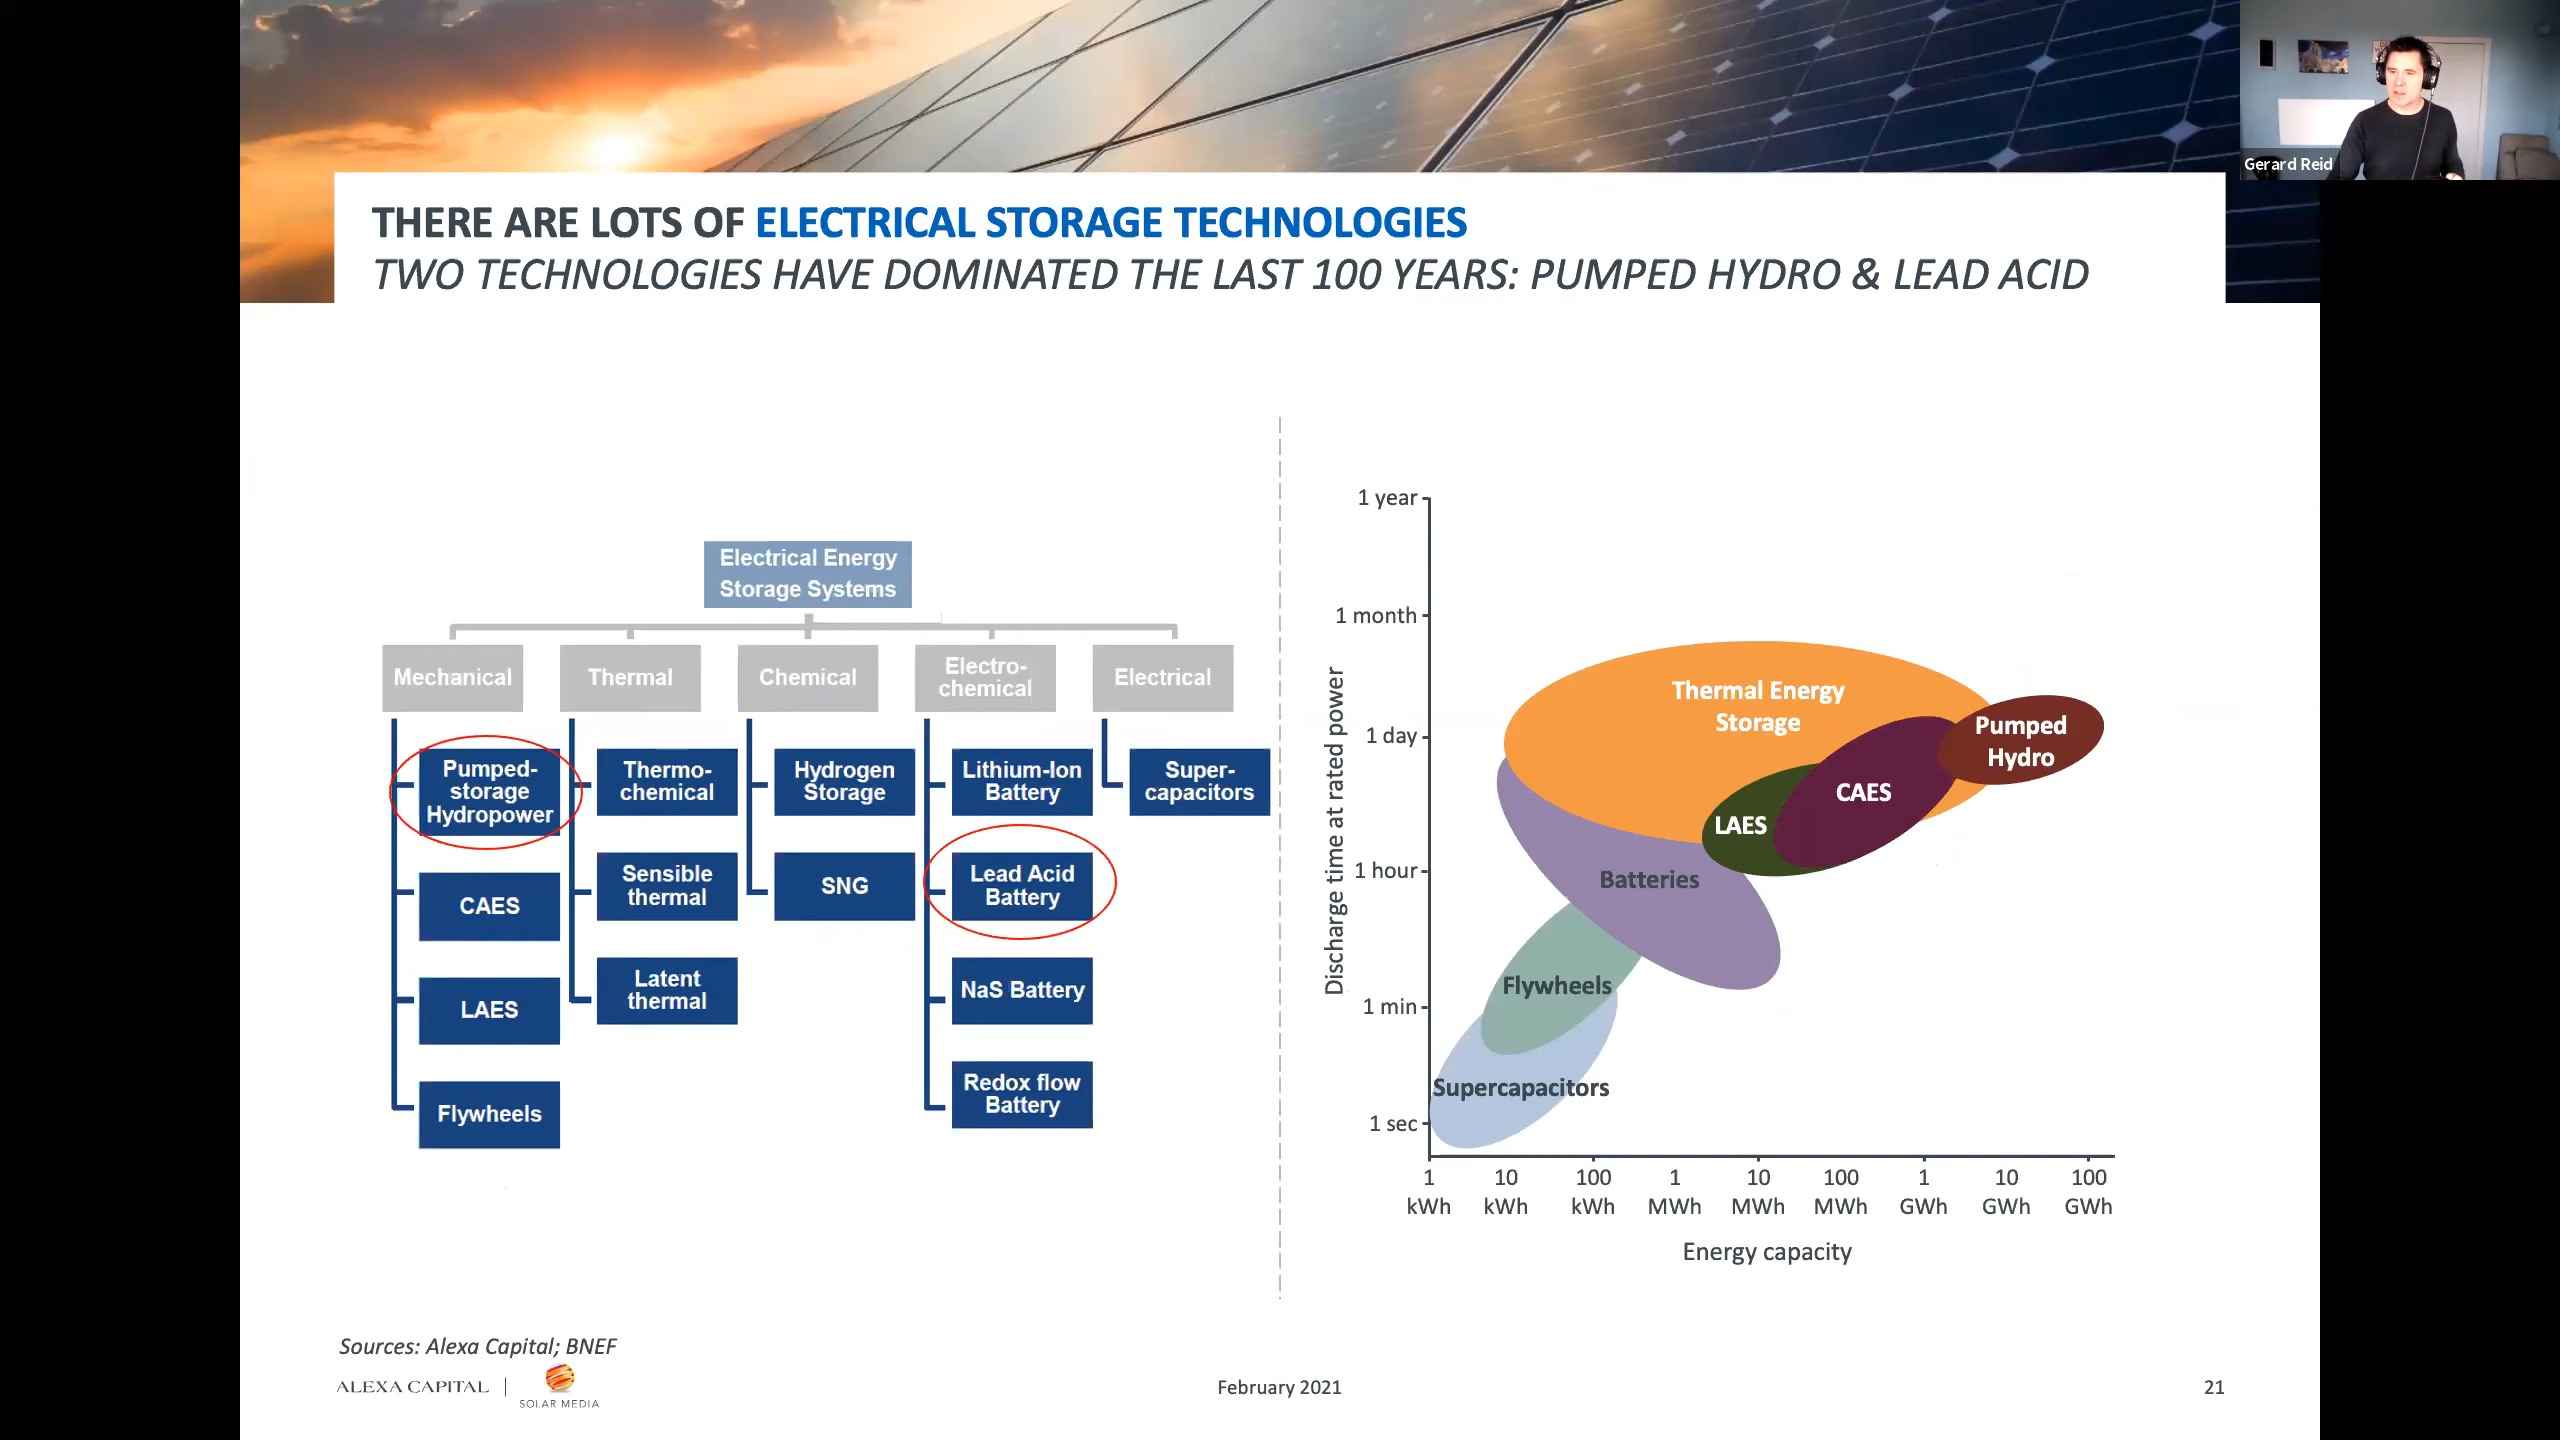 Gerard Reid
THERE ARE LOTS OF ELECTRICAL STORAGE TECHNOLOGIES
TWO TECHNOLOGIES HAVE DOMINATED THE LAST 100 YEARS: PUMPED HYDRO & LEAD ACID
Electrical Energy
Storage Systems
Mechanical
Thermal
Chemical
Electro-
chemical
Electrical
Pumped-
storage
Hydropower
CAES
LAES
Flywheels
Thermo-
chemical
Sensible
thermal
Latent
thermal
Hydrogen
Storage
SNG
Lithium-Ion
Battery
Lead Acid
Battery
NaS Battery
Redox flow
Battery
Super-
capacitors
Discharge time at rated power
1 year
1 month
1 day
1 hour
1 min
1 sec
Thermal Energy
Storage
Pumped
Hydro
CAES
LAES
Batteries
Flywheels
Supercapacitors
1 10 100 1 10 100 1 10 100
kWh kWh kWh MWh MWh MWh GWh GWh GWh
Energy capacity
Sources: Alexa Capital; BNEF
ALEXA CAPITAL |
SOLAR MEDIA
February 2021
21